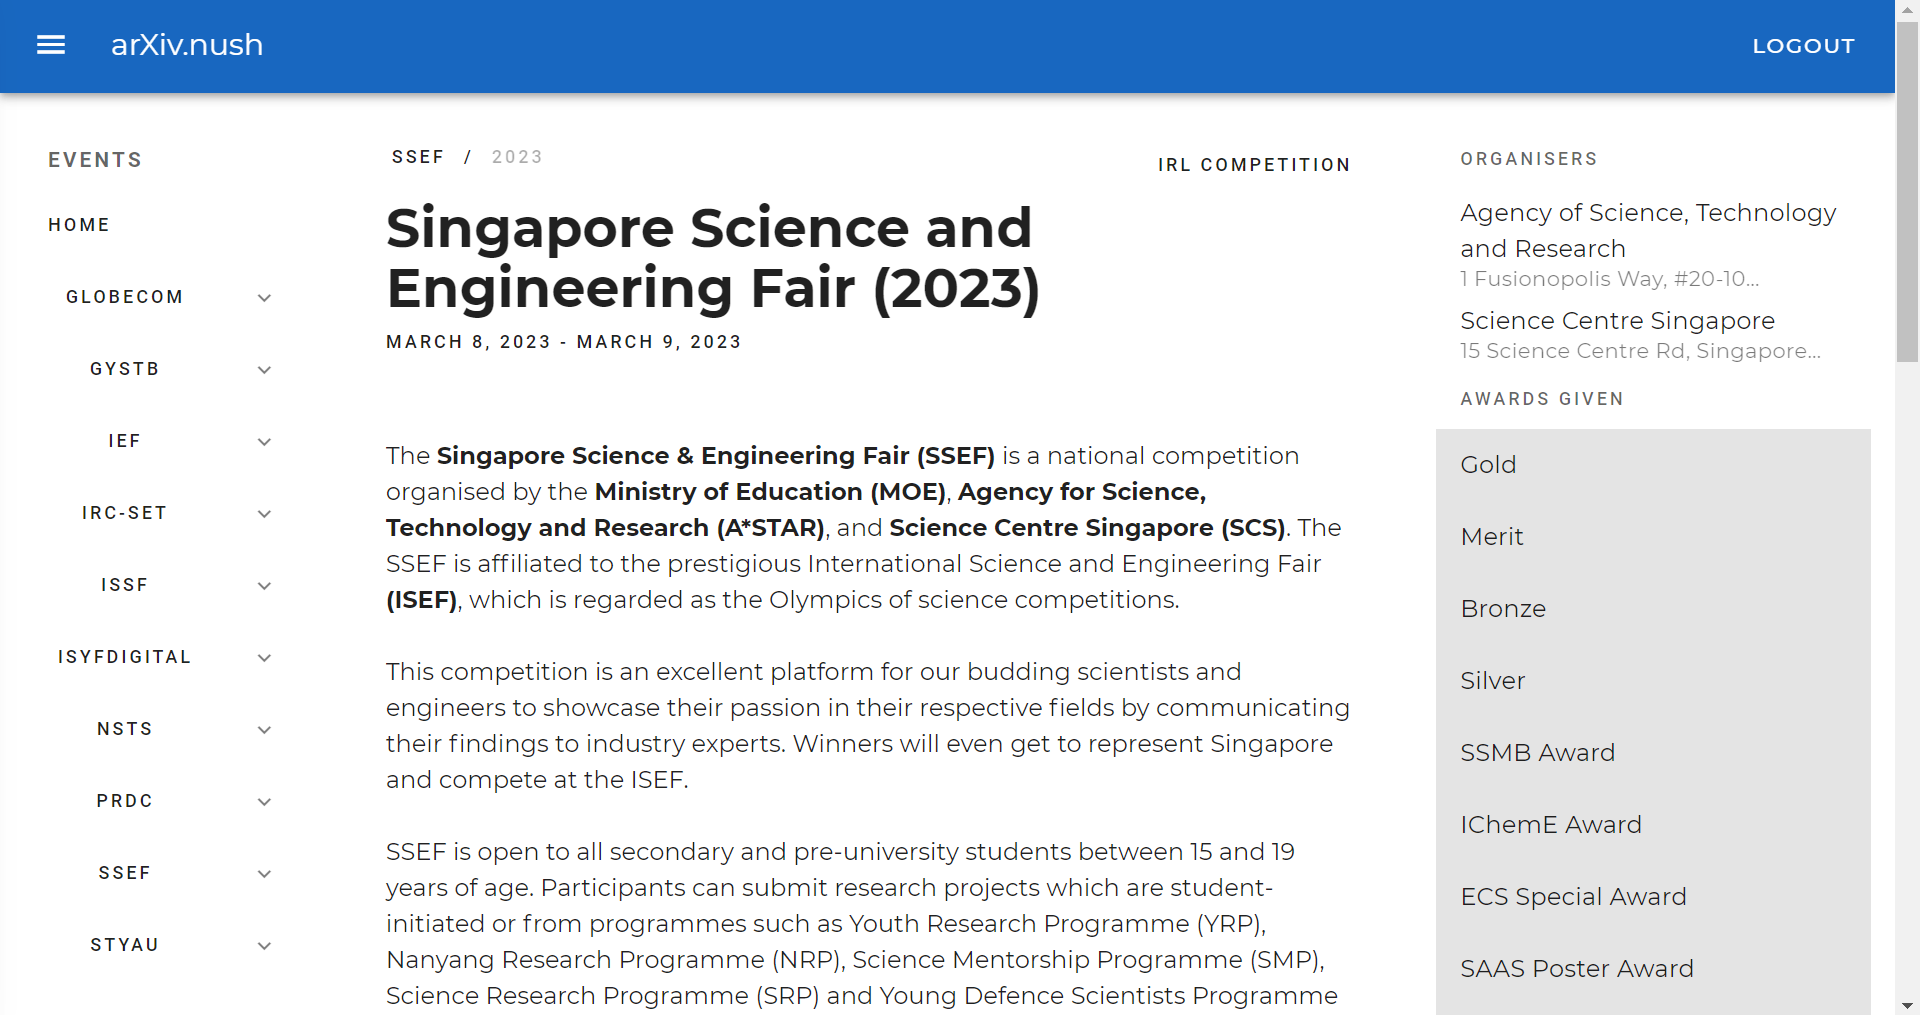 arXiv.nush
LOGOUT
EVENTS
HOME
GLOBECOM
GYSTB
IEF
IRC-SET
ISSF
ISYFDIGITAL
NSTS
PRDC
SSEF
STYAU
SSEF / 2023
IRL COMPETITION
Singapore Science and
Engineering Fair (2023)
MARCH 8, 2023 - MARCH 9, 2023
The Singapore Science & Engineering Fair (SSEF) is a national competition
organised by the Ministry of Education (MOE), Agency for Science,
Technology and Research (A*STAR), and Science Centre Singapore (SCS). The
SSEF is affiliated to the prestigious International Science and Engineering Fair
(ISEF), which is regarded as the Olympics of science competitions.
This competition is an excellent platform for our budding scientists and
engineers to showcase their passion in their respective fields by communicating
their findings to industry experts. Winners will even get to represent Singapore
and compete at the ISEF.
SSEF is open to all secondary and pre-university students between 15 and 19
years of age. Participants can submit research projects which are student-
initiated or from programmes such as Youth Research Programme (YRP),
Nanyang Research Programme (NRP), Science Mentorship Programme (SMP),
Science Research Programme (SRP) and Young Defence Scientists Programme
ORGANISERS
Agency of Science, Technology
and Research
1 Fusionopolis Way, #20-10...
Science Centre Singapore
15 Science Centre Rd, Singapore...
AWARDS GIVEN
Gold
Merit
Bronze
Silver
SSMB Award
IChemE Award
ECS Special Award
SAAS Poster Award